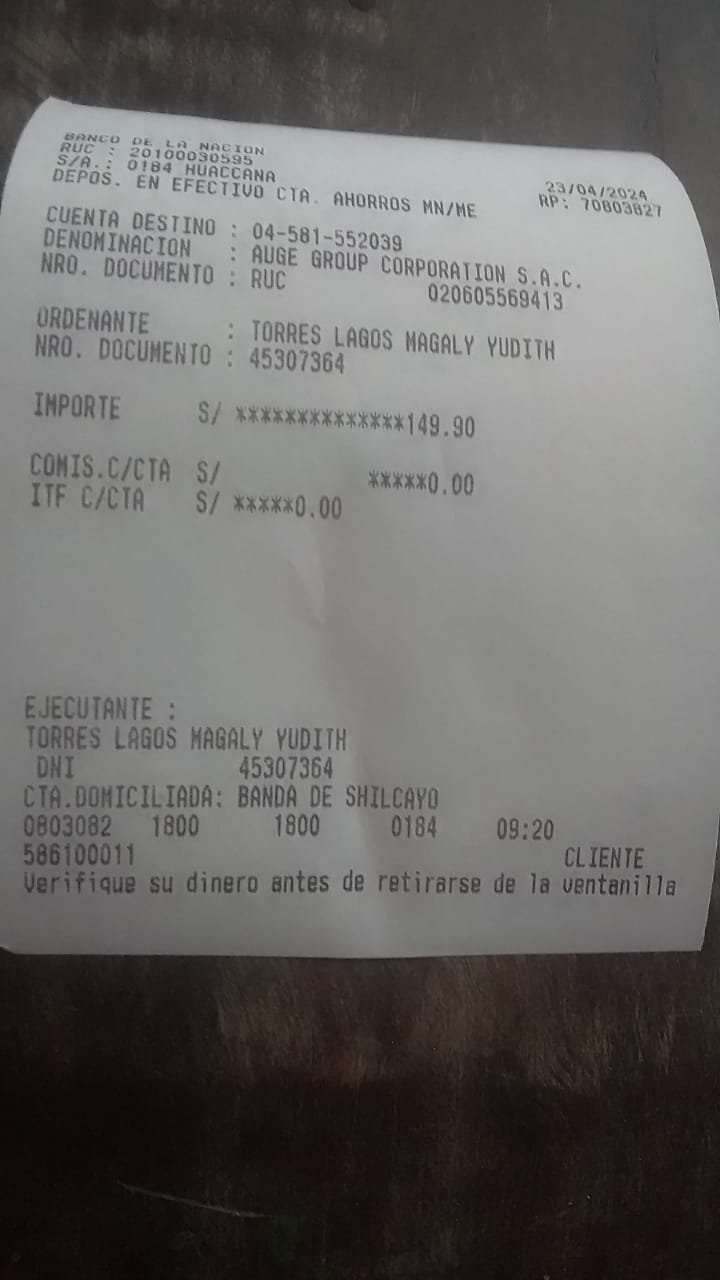 BANCO DE LA NACION
RUC : 20100030595
S/A.: 0184 HUACCANA 23/04/2024
DEPOS. EN EFECTIVO CTA. AHORROS MN/ME RP: 70803827
CUENTA DESTINO : 04-581-552039
DENOMINACION : AUGE GROUP CORPORATION S.A.C.
NRO. DOCUMENTO : RUC 020605569413
ORDENANTE : TORRES LAGOS MAGALY YUDITH
NRO. DOCUMENTO : 45307364
IMPORTE S/ **************149.90
COMIS.C/CTA S/ *****0.00
ITF C/CTA S/ *****0.00
EJECUTANTE :
TORRES LAGOS MAGALY YUDITH
DNI 45307364
CTA.DOMICILIADA: BANDA DE SHILCAYO
0803082 1800 1800 0184 09:20
586100011 CLIENTE
Verifique su dinero antes de retirarse de la ventanilla